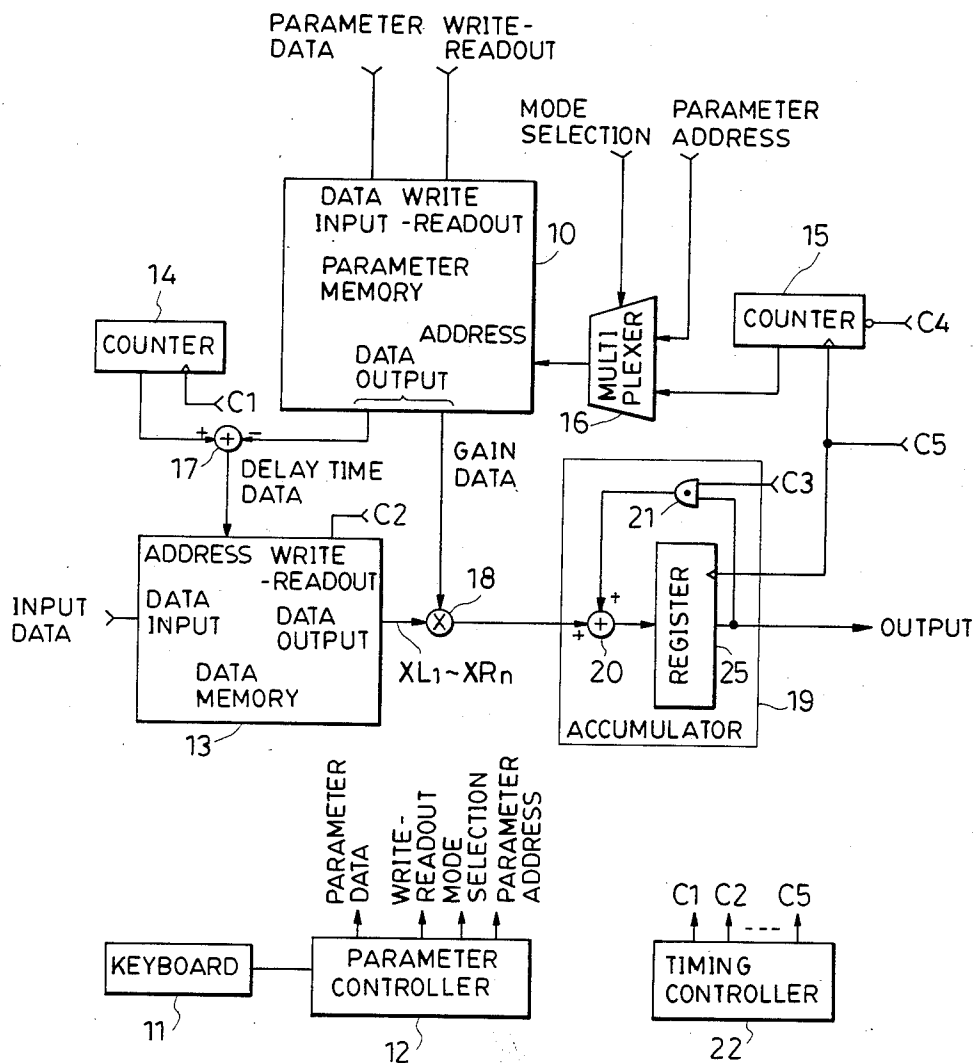 PARAMETER DATA
WRITE-READOUT
MODE SELECTION
PARAMETER ADDRESS
DATA INPUT
WRITE-READOUT
10
PARAMETER MEMORY
ADDRESS
DATA OUTPUT
14
COUNTER
C1
15
COUNTER
C4
MULTI PLEXER
16
C5
+
+
-
17
DELAY TIME DATA
GAIN DATA
C3
21
C2
ADDRESS
WRITE-READOUT
INPUT DATA
DATA INPUT
DATA OUTPUT
DATA MEMORY
13
×
18
XL1~XRn
+
+
+
20
REGISTER
25
OUTPUT
19
ACCUMULATOR
PARAMETER DATA
WRITE-READOUT
MODE SELECTION
PARAMETER ADDRESS
C1 C2 ---- C5
KEYBOARD
11
PARAMETER CONTROLLER
12
TIMING CONTROLLER
22